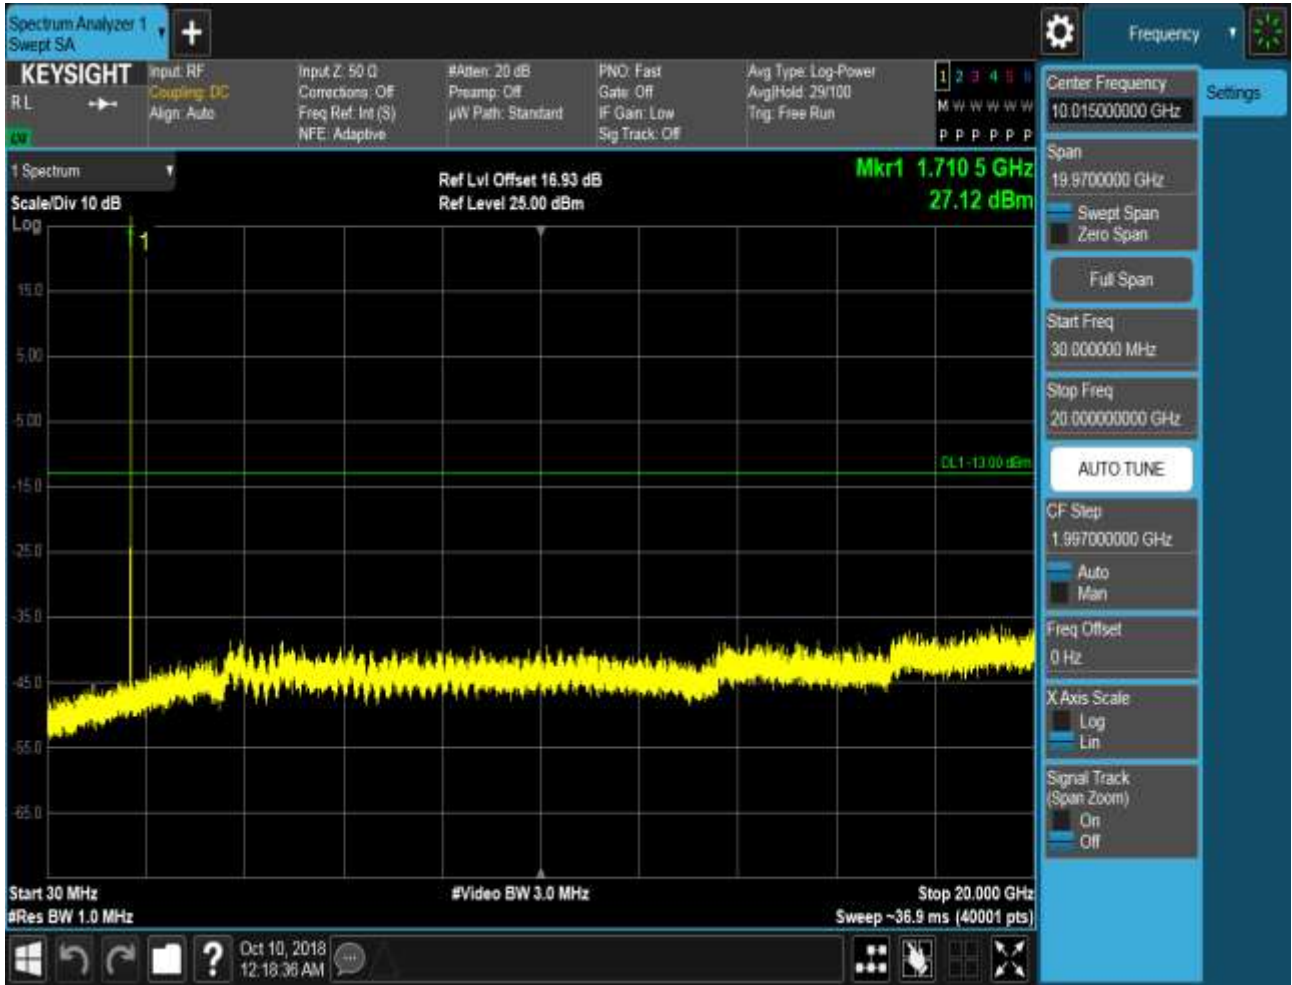 Spectrum Analyzer 1
Swept SA
Frequency
KEYSIGHT
R L
LW
Input: RF
Coupling: DC
Align: Auto
Input Z: 50 Ω
Corrections: Off
Freq Ref: Int (S)
NFE: Adaptive
#Atten: 20 dB
Preamp: Off
µW Path: Standard
PNO: Fast
Gate: Off
IF Gain: Low
Sig Track: Off
Avg Type: Log-Power
Avg|Hold: 29/100
Trig: Free Run
1 2 3 4 5 6
M W W W W W
P P P P P P
1 Spectrum
Scale/Div 10 dB
Log
Ref Lvl Offset 16.93 dB
Ref Level 25.00 dBm
Mkr1 1.710 5 GHz
27.12 dBm
1
15.0
5.00
-5.00
-15.0
-25.0
-35.0
-45.0
-55.0
-65.0
DL1 -13.00 dBm
Start 30 MHz
#Res BW 1.0 MHz
#Video BW 3.0 MHz
Stop 20.000 GHz
Sweep ~36.9 ms (40001 pts)
Center Frequency
10.015000000 GHz
Settings
Span
19.9700000 GHz
Swept Span
Zero Span
Full Span
Start Freq
30.000000 MHz
Stop Freq
20.000000000 GHz
AUTO TUNE
CF Step
1.997000000 GHz
Auto
Man
Freq Offset
0 Hz
X Axis Scale
Log
Lin
Signal Track
(Span Zoom)
On
Off
?
Oct 10, 2018
12:18:36 AM